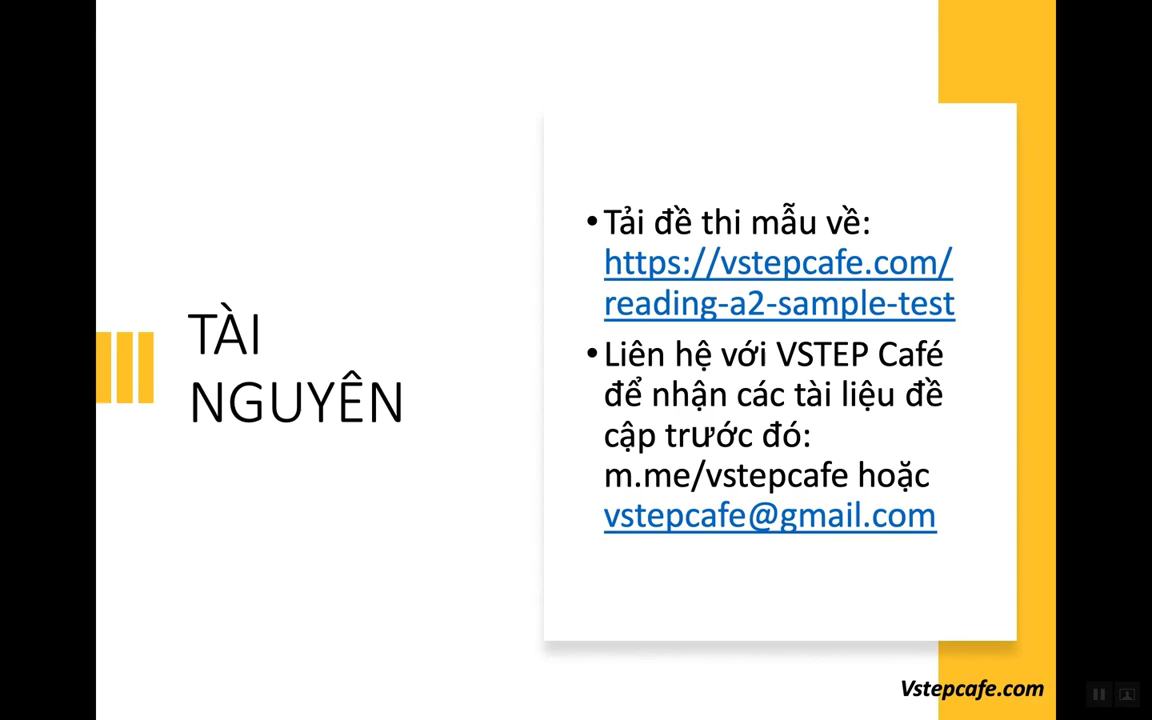 TÀI
NGUYÊN
•Tải đề thi mẫu về:
https://vstepcafe.com/
reading-a2-sample-test
•Liên hệ với VSTEP Café
để nhận các tài liệu đề
cập trước đó:
m.me/vstepcafe hoặc
vstepcafe@gmail.com
Vstepcafe.com